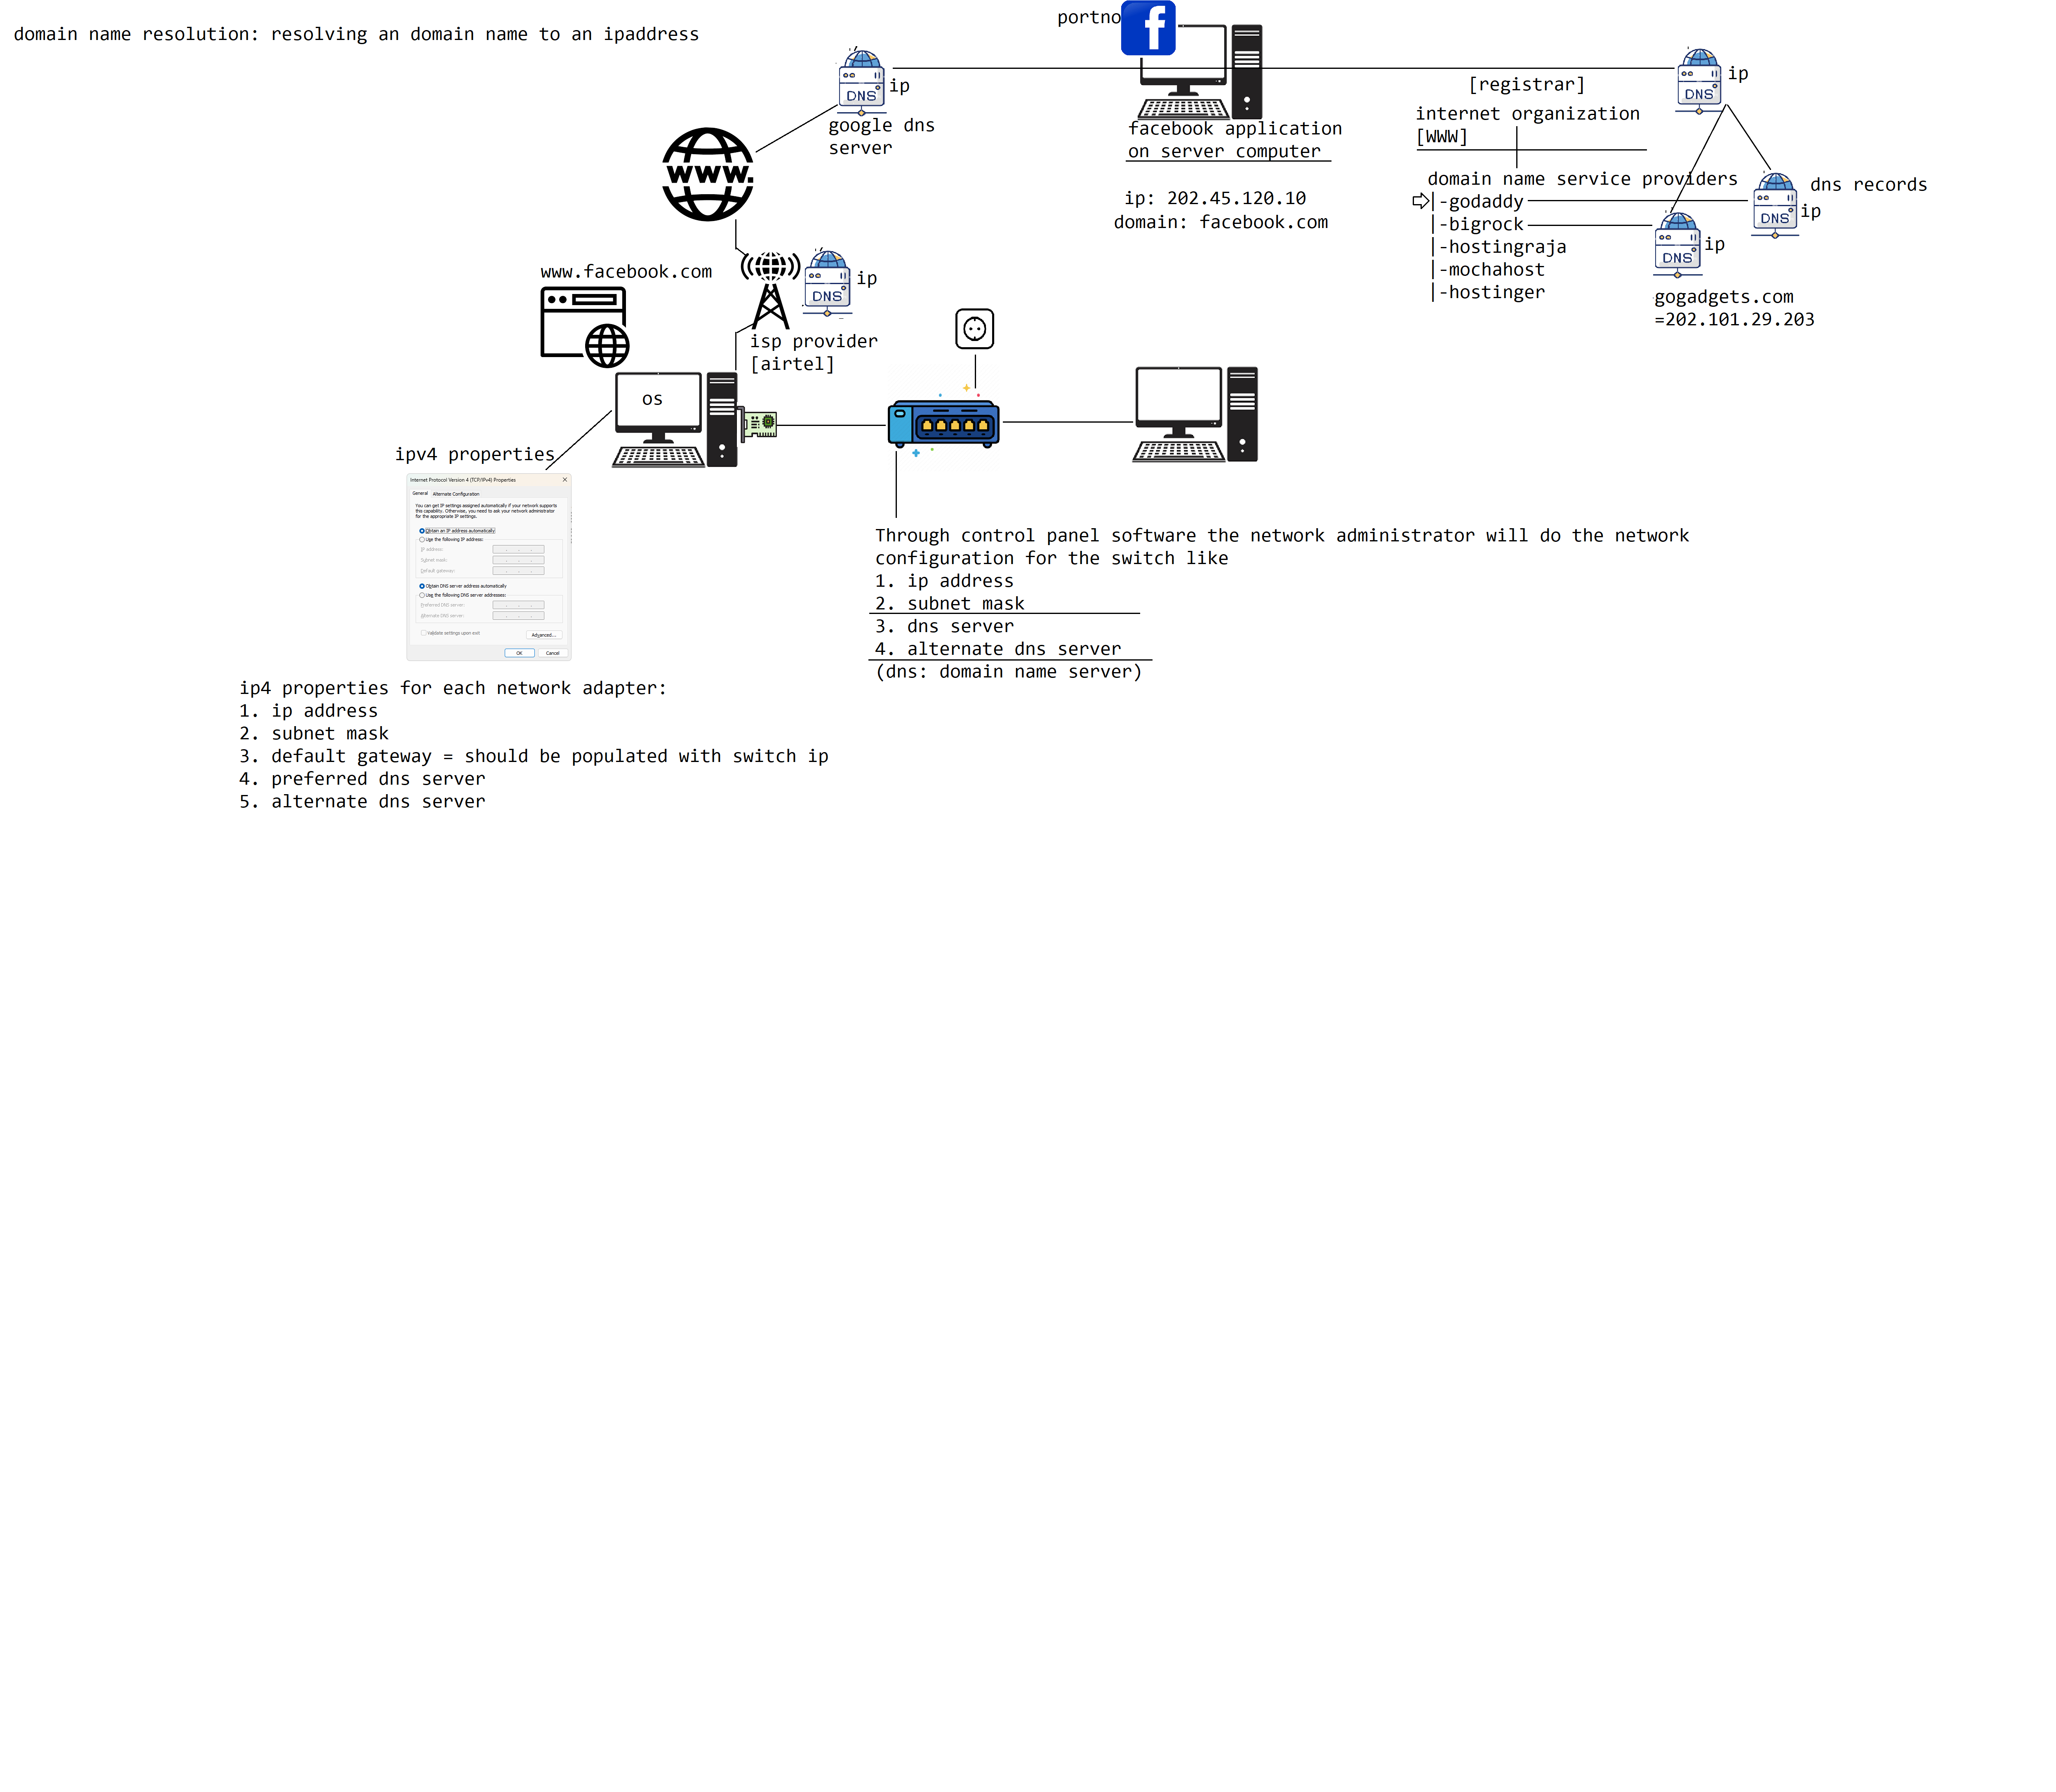 domain name resolution: resolving an domain name to an ipaddress
portno
f
DNS
ip
google dns
server
facebook application
on server computer
ip: 202.45.120.10
domain: facebook.com
[registrar]
internet organization
[WWW]
domain name service providers
|-godaddy
|-bigrock
|-hostingraja
|-mochahost
|-hostinger
DNS
ip
DNS
ip
dns records
DNS
ip
gogadgets.com
=202.101.29.203
www.
www.facebook.com
DNS
ip
isp provider
[airtel]
os
ipv4 properties
Internet Protocol Version 4 (TCP/IPv4) Properties
General
Alternate Configuration
You can get IP settings assigned automatically if your network supports
this capability. Otherwise, you need to ask your network administrator
for the appropriate IP settings.
Obtain an IP address automatically
Use the following IP address:
IP address:
Subnet mask:
Default gateway:
Obtain DNS server address automatically
Use the following DNS server addresses:
Preferred DNS server:
Alternate DNS server:
Validate settings upon exit
Advanced...
OK
Cancel
Through control panel software the network administrator will do the network
configuration for the switch like
1. ip address
2. subnet mask
3. dns server
4. alternate dns server
(dns: domain name server)
ip4 properties for each network adapter:
1. ip address
2. subnet mask
3. default gateway = should be populated with switch ip
4. preferred dns server
5. alternate dns server